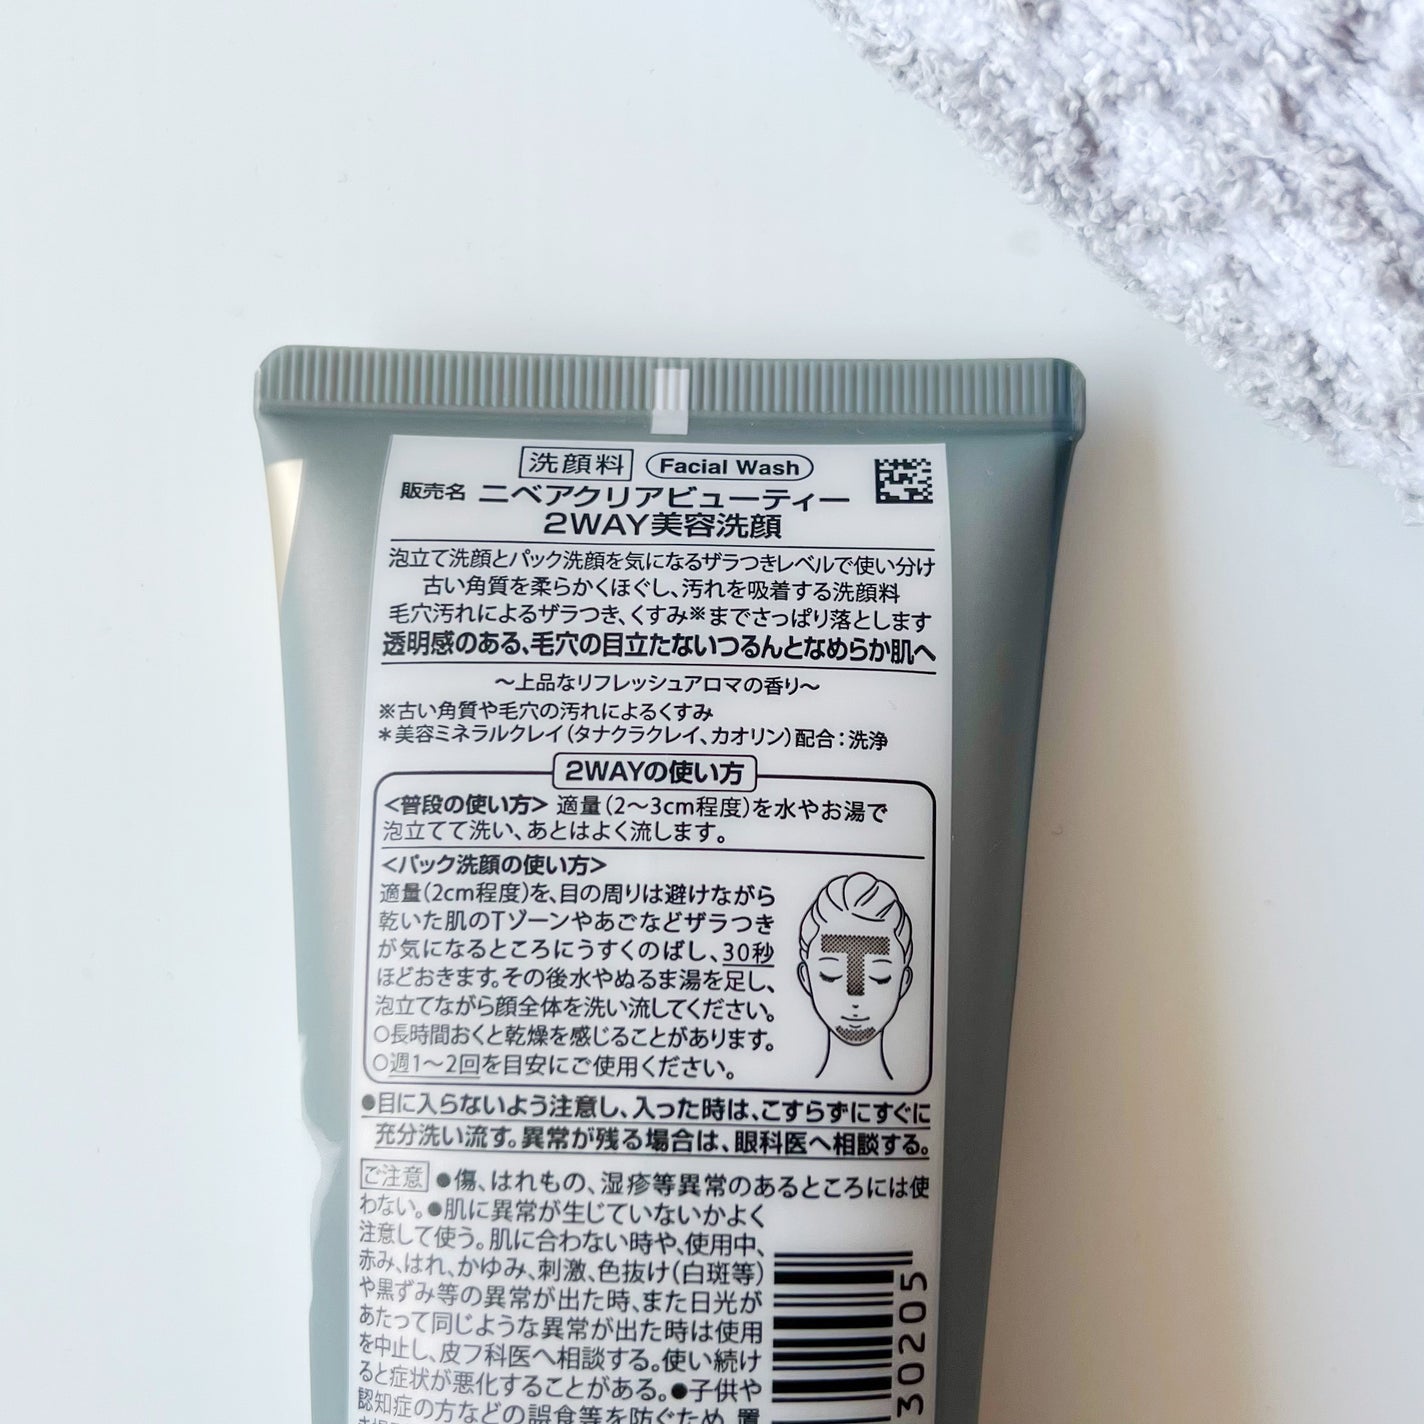 洗顔料 Facial Wash
販売名 ニベアクリアビューティー
2WAY美容洗顔
泡立て洗顔とパック洗顔を気になるザラつきレベルで使い分け
古い角質を柔らかくほぐし、汚れを吸着する洗顔料
毛穴汚れによるザラつき、くすみ※までさっぱり落とします
透明感のある、毛穴の目立たないつるんとなめらか肌へ
～上品なリフレッシュアロマの香り～
※古い角質や毛穴の汚れによるくすみ
＊美容ミネラルクレイ（タナクラクレイ、カオリン）配合：洗浄
2WAYの使い方
<普段の使い方> 適量（2～3cm程度）を水やお湯で
泡立てて洗い、あとはよく流します。
<パック洗顔の使い方>
適量（2cm程度）を、目の周りは避けながら
乾いた肌のTゾーンやあごなどザラつき
が気になるところにうすくのばし、30秒
ほどおきます。その後水やぬるま湯を足し、
泡立てながら顔全体を洗い流してください。
○長時間おくと乾燥を感じることがあります。
○週1～2回を目安にご使用ください。
●目に入らないよう注意し、入った時は、こすらずにすぐに
充分洗い流す。異常が残る場合は、眼科医へ相談する。
ご注意 ●傷、はれもの、湿疹等異常のあるところには使
わない。●肌に異常が生じていないかよく
注意して使う。肌に合わない時や、使用中、
赤み、はれ、かゆみ、刺激、色抜け（白斑等）
や黒ずみ等の異常が出た時、また日光が
あたって同じような異常が出た時は使用
を中止し、皮フ科医へ相談する。使い続け
ると症状が悪化することがある。●子供や
認知症の方などの誤食等を防ぐため、置
30205